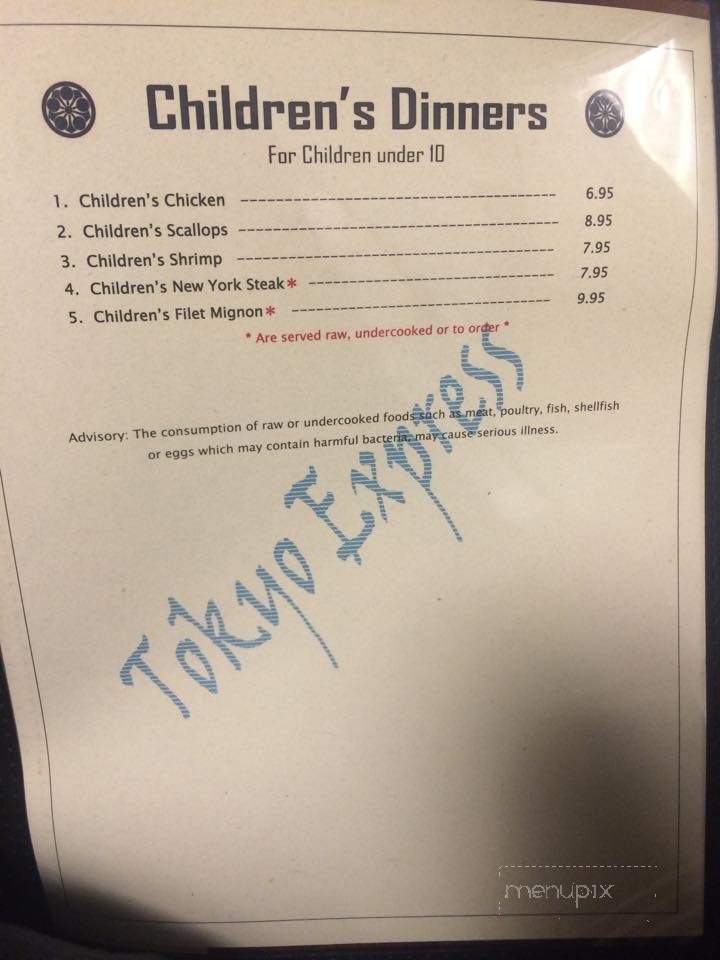 Children's Dinners
For Children under 10
1. Children's Chicken ------------------------------------ 6.95
2. Children's Scallops ------------------------------------ 8.95
3. Children's Shrimp ------------------------------------ 7.95
4. Children's New York Steak* ---------------------------- 7.95
5. Children's Filet Mignon* ------------------------------ 9.95
* Are served raw, undercooked or to order *
Advisory: The consumption of raw or undercooked foods such as meat, poultry, fish, shellfish
or eggs which may contain harmful bacteria, may cause serious illness.
Tokyo Express
menupix